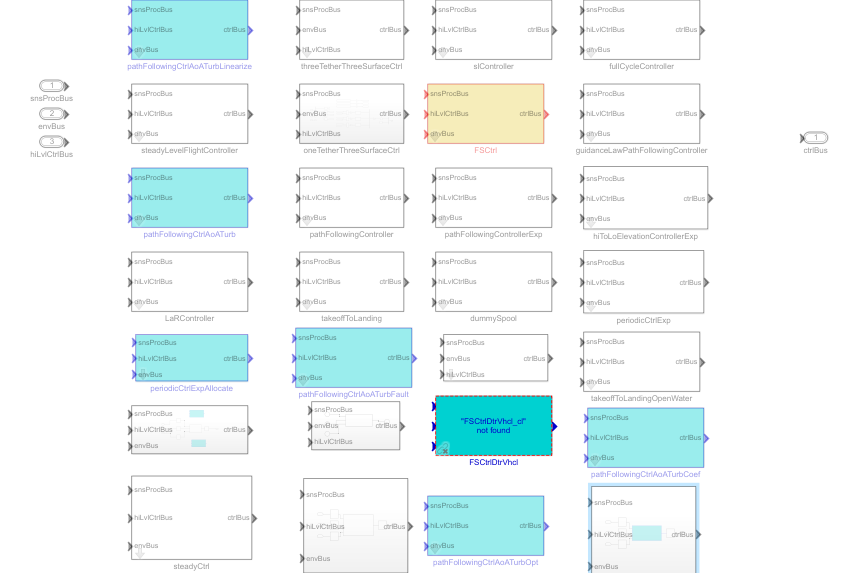 snsProcBus
hiLvlCtrlBus
envBus
ctrlBus
pathFollowingCtrlAoATurbLinearize
snsProcBus
envBus
hiLvlCtrlBus
ctrlBus
threeTetherThreeSurfaceCtrl
snsProcBus
hiLvlCtrlBus
envBus
ctrlBus
slController
snsProcBus
hiLvlCtrlBus
envBus
ctrlBus
fullCycleController
1
snsProcBus
2
envBus
3
hiLvlCtrlBus
snsProcBus
hiLvlCtrlBus
envBus
ctrlBus
steadyLevelFlightController
snsProcBus
envBus
hiLvlCtrlBus
ctrlBus
oneTetherThreeSurfaceCtrl
snsProcBus
hiLvlCtrlBus
envBus
ctrlBus
FSCtrl
snsProcBus
hiLvlCtrlBus
envBus
ctrlBus
guidanceLawPathFollowingController
1
ctrlBus
snsProcBus
hiLvlCtrlBus
envBus
ctrlBus
pathFollowingCtrlAoATurb
snsProcBus
hiLvlCtrlBus
envBus
ctrlBus
pathFollowingController
snsProcBus
hiLvlCtrlBus
envBus
ctrlBus
pathFollowingControllerExp
snsProcBus
hiLvlCtrlBus
envBus
ctrlBus
hiToLoElevationControllerExp
snsProcBus
hiLvlCtrlBus
envBus
ctrlBus
LaRController
snsProcBus
hiLvlCtrlBus
envBus
ctrlBus
takeoffToLanding
snsProcBus
hiLvlCtrlBus
envBus
ctrlBus
dummySpool
snsProcBus
hiLvlCtrlBus
envBus
ctrlBus
periodicCtrlExp
snsProcBus
hiLvlCtrlBus
envBus
ctrlBus
periodicCtrlExpAllocate
snsProcBus
hiLvlCtrlBus
envBus
ctrlBus
pathFollowingCtrlAoATurbFault
snsProcBus
envBus
hiLvlCtrlBus
ctrlBus
snsProcBus
hiLvlCtrlBus
envBus
ctrlBus
takeoffToLandingOpenWater
snsProcBus
hiLvlCtrlBus
envBus
ctrlBus
snsProcBus
envBus
hiLvlCtrlBus
ctrlBus
"FSCtrlDtrVhcl_cl"
not found
FSCtrlDtrVhcl
snsProcBus
hiLvlCtrlBus
envBus
ctrlBus
pathFollowingCtrlAoATurbCoef
snsProcBus
hiLvlCtrlBus
envBus
ctrlBus
steadyCtrl
snsProcBus
hiLvlCtrlBus
envBus
ctrlBus
snsProcBus
hiLvlCtrlBus
envBus
ctrlBus
pathFollowingCtrlAoATurbOpt
snsProcBus
hiLvlCtrlBus
envBus
ctrlBus